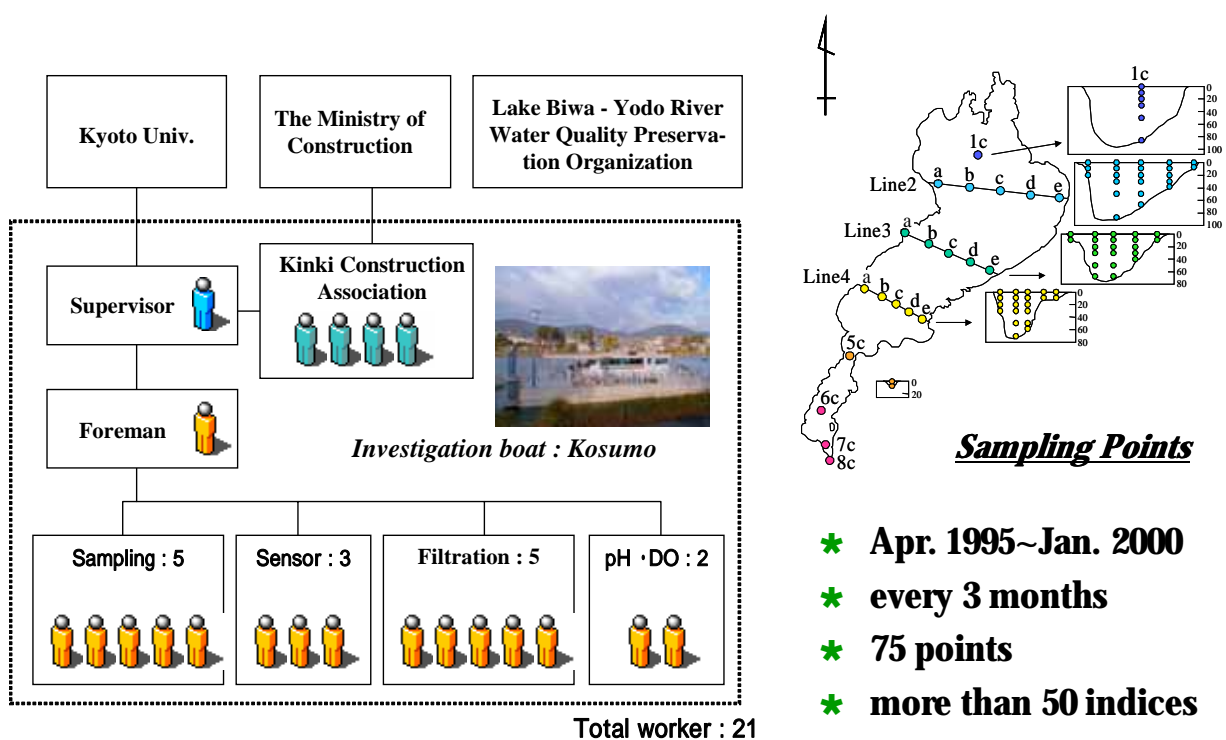 Kyoto Univ.
The Ministry of
Construction
Lake Biwa - Yodo River
Water Quality Preserva-
tion Organization
Supervisor
Kinki Construction
Association
Foreman
Investigation boat : Kosumo
Sampling : 5
Sensor : 3
Filtration : 5
pH・DO : 2
Total worker : 21
1c
0
20
40
60
80
100
1c
a
b
c
d
e
Line2
0
20
40
60
80
100
Line3
a
b
c
d
e
0
20
40
60
80
Line4
a
b
c
d
e
0
20
40
60
80
5c
0
20
6c
7c
8c
Sampling Points
* Apr. 1995~Jan. 2000
* every 3 months
* 75 points
* more than 50 indices